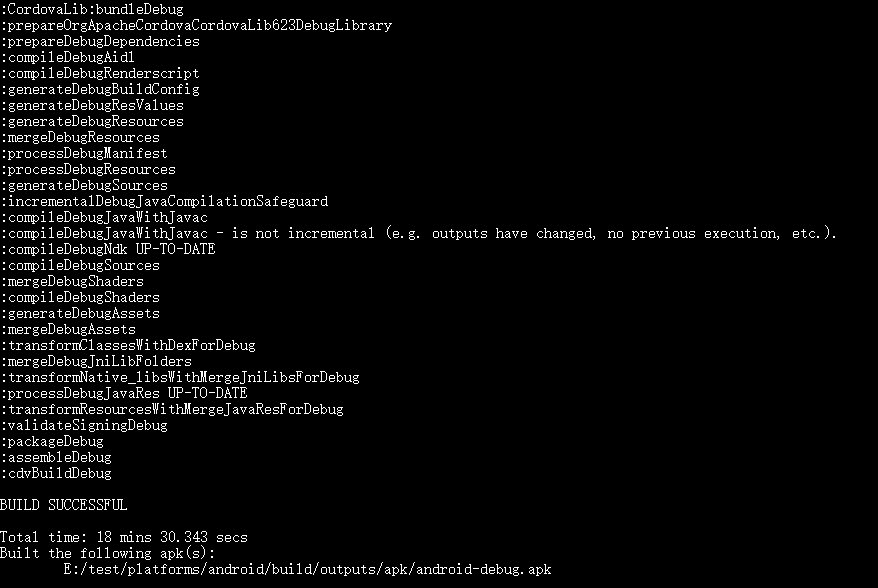 :CordovaLib:bundleDebug
:prepareOrgApacheCordovaCordovaLib623DebugLibrary
:prepareDebugDependencies
:compileDebugAidl
:compileDebugRenderscript
:generateDebugBuildConfig
:generateDebugResValues
:generateDebugResources
:mergeDebugResources
:processDebugManifest
:processDebugResources
:generateDebugSources
:incrementalDebugJavaCompilationSafeguard
:compileDebugJavaWithJavac
:compileDebugJavaWithJavac - is not incremental (e.g. outputs have changed, no previous execution, etc.).
:compileDebugNdk UP-TO-DATE
:compileDebugSources
:mergeDebugShaders
:compileDebugShaders
:generateDebugAssets
:mergeDebugAssets
:transformClassesWithDexForDebug
:mergeDebugJniLibFolders
:transformNative_libsWithMergeJniLibsForDebug
:processDebugJavaRes UP-TO-DATE
:transformResourcesWithMergeJavaResForDebug
:validateSigningDebug
:packageDebug
:assembleDebug
:cdvBuildDebug
BUILD SUCCESSFUL
Total time: 18 mins 30.343 secs
Built the following apk(s):
E:/test/platforms/android/build/outputs/apk/android-debug.apk